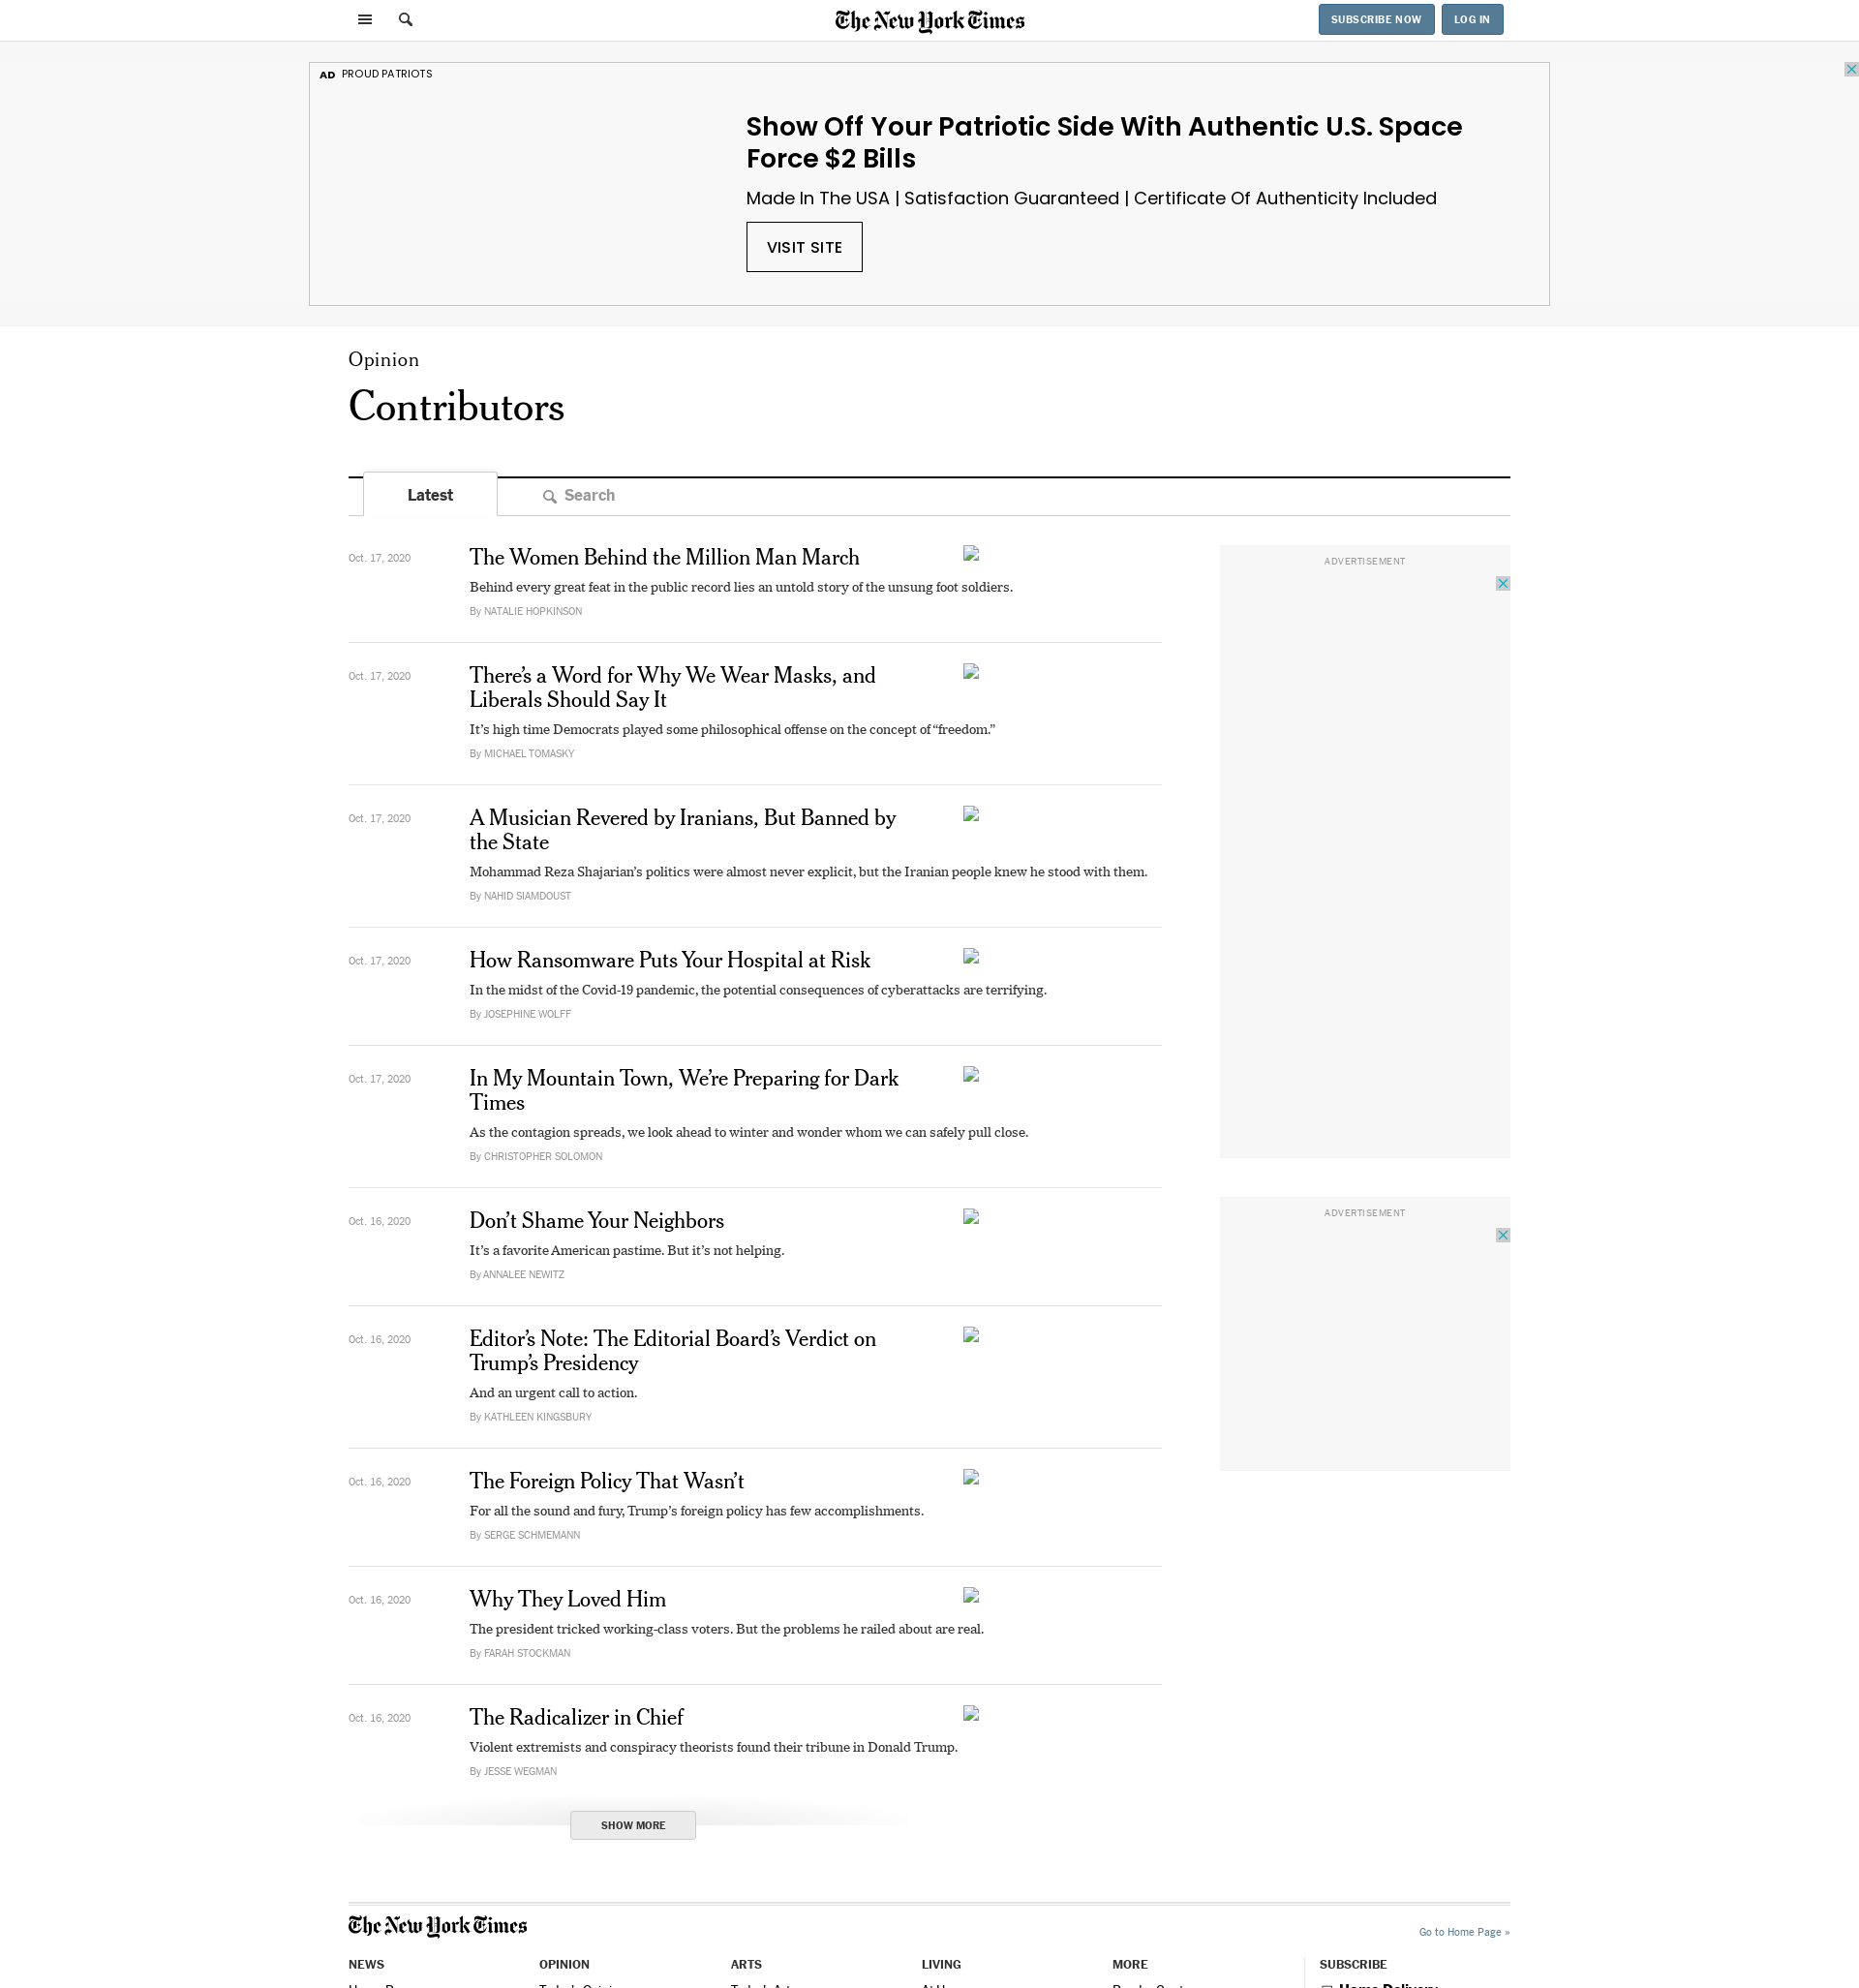 The New York Times
SUBSCRIBE NOW
LOG IN
AD PROUD PATRIOTS
Show Off Your Patriotic Side With Authentic U.S. Space
Force $2 Bills
Made In The USA | Satisfaction Guaranteed | Certificate Of Authenticity Included
VISIT SITE
Opinion
Contributors
Latest
Search
Oct. 17, 2020
The Women Behind the Million Man March
Behind every great feat in the public record lies an untold story of the unsung foot soldiers.
By NATALIE HOPKINSON
Oct. 17, 2020
There’s a Word for Why We Wear Masks, and
Liberals Should Say It
It’s high time Democrats played some philosophical offense on the concept of “freedom.”
By MICHAEL TOMASKY
Oct. 17, 2020
A Musician Revered by Iranians, But Banned by
the State
Mohammad Reza Shajarian’s politics were almost never explicit, but the Iranian people knew he stood with them.
By NAHID SIAMDOUST
Oct. 17, 2020
How Ransomware Puts Your Hospital at Risk
In the midst of the Covid-19 pandemic, the potential consequences of cyberattacks are terrifying.
By JOSEPHINE WOLFF
Oct. 17, 2020
In My Mountain Town, We’re Preparing for Dark
Times
As the contagion spreads, we look ahead to winter and wonder whom we can safely pull close.
By CHRISTOPHER SOLOMON
Oct. 16, 2020
Don’t Shame Your Neighbors
It’s a favorite American pastime. But it’s not helping.
By ANNALEE NEWITZ
Oct. 16, 2020
Editor’s Note: The Editorial Board’s Verdict on
Trump’s Presidency
And an urgent call to action.
By KATHLEEN KINGSBURY
Oct. 16, 2020
The Foreign Policy That Wasn’t
For all the sound and fury, Trump’s foreign policy has few accomplishments.
By SERGE SCHMEMANN
Oct. 16, 2020
Why They Loved Him
The president tricked working-class voters. But the problems he railed about are real.
By FARAH STOCKMAN
Oct. 16, 2020
The Radicalizer in Chief
Violent extremists and conspiracy theorists found their tribune in Donald Trump.
By JESSE WEGMAN
SHOW MORE
ADVERTISEMENT
ADVERTISEMENT
The New York Times
Go to Home Page »
NEWS
OPINION
ARTS
LIVING
MORE
SUBSCRIBE